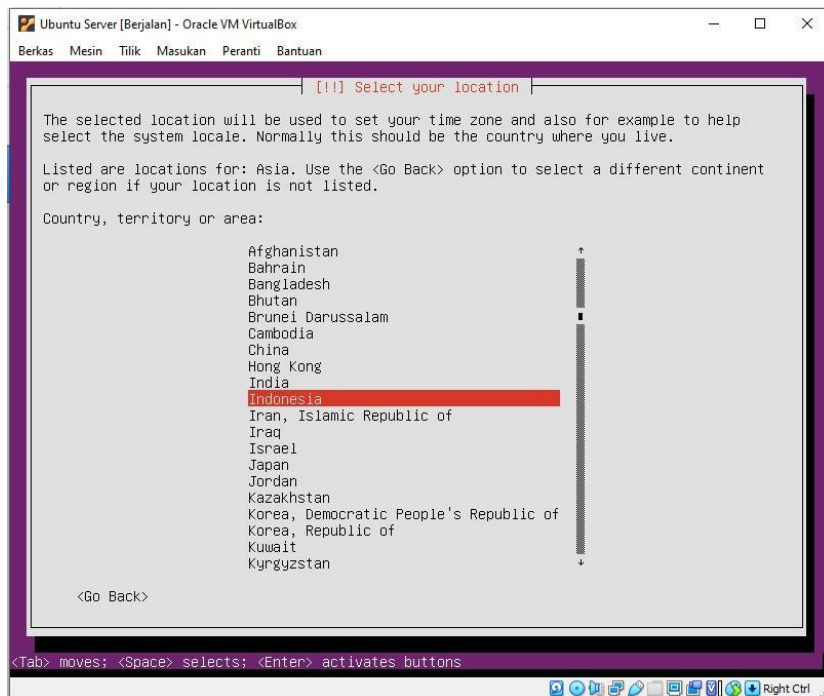 Ubuntu Server [Berjalan] - Oracle VM VirtualBox
Berkas Mesin Tilik Masukan Peranti Bantuan
[!!] Select your location
The selected location will be used to set your time zone and also for example to help
select the system locale. Normally this should be the country where you live.
Listed are locations for: Asia. Use the <Go Back> option to select a different continent
or region if your location is not listed.
Country, territory or area:
Afghanistan
Bahrain
Bangladesh
Bhutan
Brunei Darussalam
Cambodia
China
Hong Kong
India
Indonesia
Iran, Islamic Republic of
Iraq
Israel
Japan
Jordan
Kazakhstan
Korea, Democratic People's Republic of
Korea, Republic of
Kuwait
Kyrgyzstan
<Go Back>
<Tab> moves; <Space> selects; <Enter> activates buttons
Right Ctrl